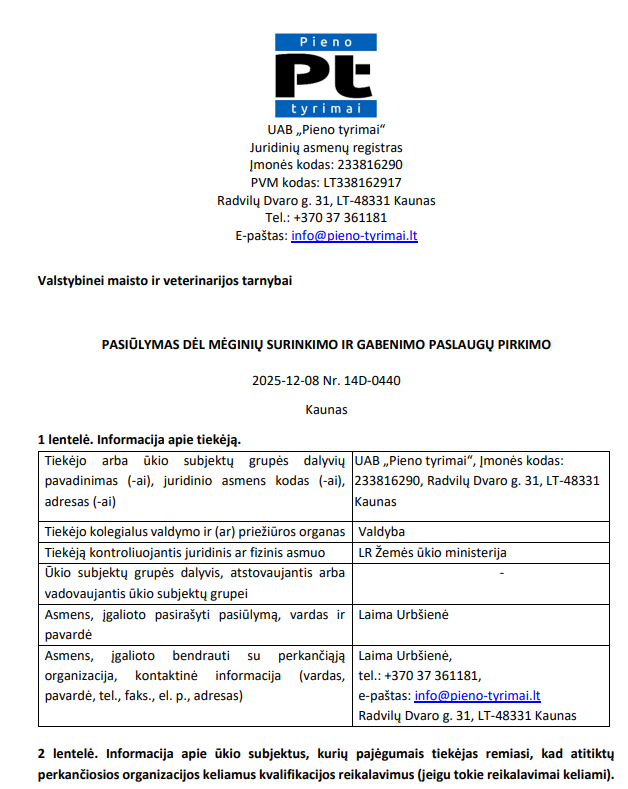 Pieno
Pt
tyrimai
UAB „Pieno tyrimai“
Juridinių asmenų registras
Įmonės kodas: 233816290
PVM kodas: LT338162917
Radvilų Dvaro g. 31, LT-48331 Kaunas
Tel.: +370 37 361181
E-paštas: info@pieno-tyrimai.lt
Valstybinei maisto ir veterinarijos tarnybai
PASIŪLYMAS DĖL MĖGINIŲ SURINKIMO IR GABENIMO PASLAUGŲ PIRKIMO
2025-12-08 Nr. 14D-0440
Kaunas
1 lentelė. Informacija apie tiekėją.
Tiekėjo arba ūkio subjektų grupės dalyvių
pavadinimas (-ai), juridinio asmens kodas (-ai),
adresas (-ai)
UAB „Pieno tyrimai“, Įmonės kodas:
233816290, Radvilų Dvaro g. 31, LT-48331
Kaunas
Tiekėjo kolegialus valdymo ir (ar) priežiūros organas
Valdyba
Tiekėją kontroliuojantis juridinis ar fizinis asmuo
LR Žemės ūkio ministerija
Ūkio subjektų grupės dalyvis, atstovaujantis arba
vadovaujantis ūkio subjektų grupei
-
Asmens, įgalioto pasirašyti pasiūlymą, vardas ir
pavardė
Laima Urbšienė
Asmens, įgalioto bendrauti su perkančiąją
organizacija, kontaktinė informacija (vardas,
pavardė, tel., faks., el. p., adresas)
Laima Urbšienė,
tel.: +370 37 361181,
e-paštas: info@pieno-tyrimai.lt
Radvilų Dvaro g. 31, LT-48331 Kaunas
2 lentelė. Informacija apie ūkio subjektus, kurių pajėgumais tiekėjas remiasi, kad atitiktų
perkančiosios organizacijos keliamus kvalifikacijos reikalavimus (jeigu tokie reikalavimai keliami).